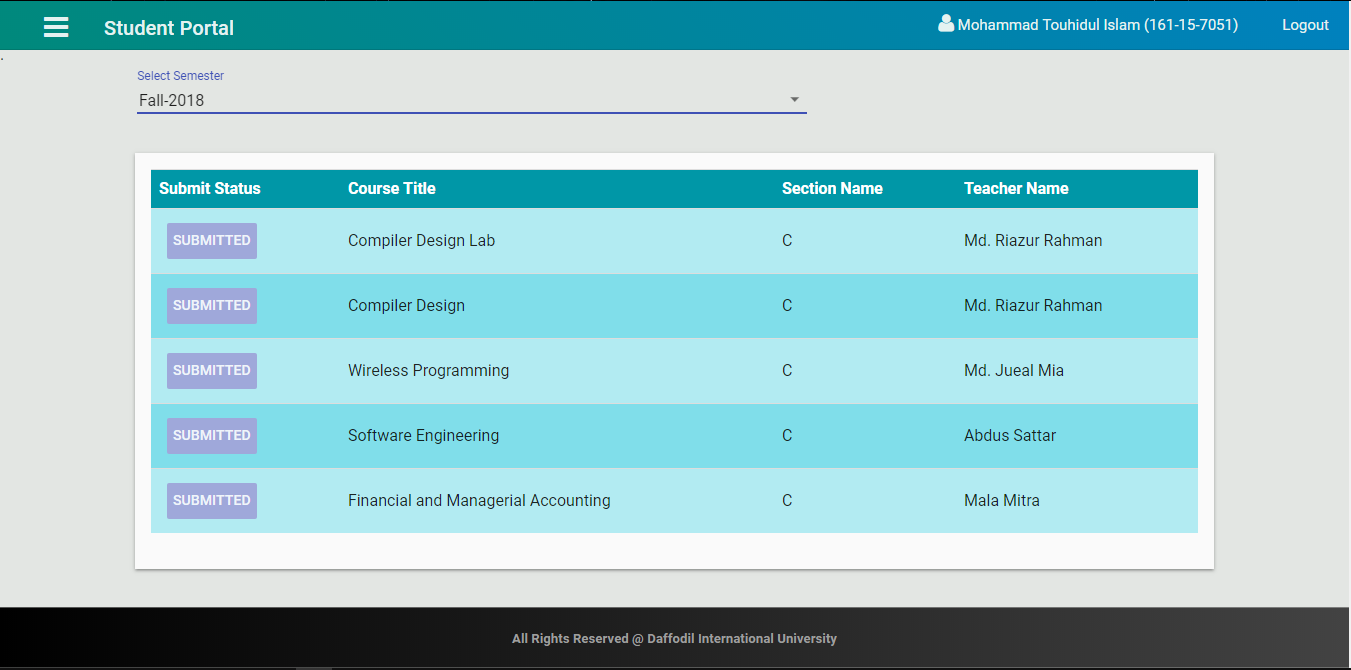 Student Portal Mohammad Touhidul Islam (161-15-7051) Logout
Select Semester
Fall-2018
Submit Status Course Title Section Name Teacher Name
SUBMITTED Compiler Design Lab C Md. Riazur Rahman
SUBMITTED Compiler Design C Md. Riazur Rahman
SUBMITTED Wireless Programming C Md. Jueal Mia
SUBMITTED Software Engineering C Abdus Sattar
SUBMITTED Financial and Managerial Accounting C Mala Mitra
All Rights Reserved @ Daffodil International University